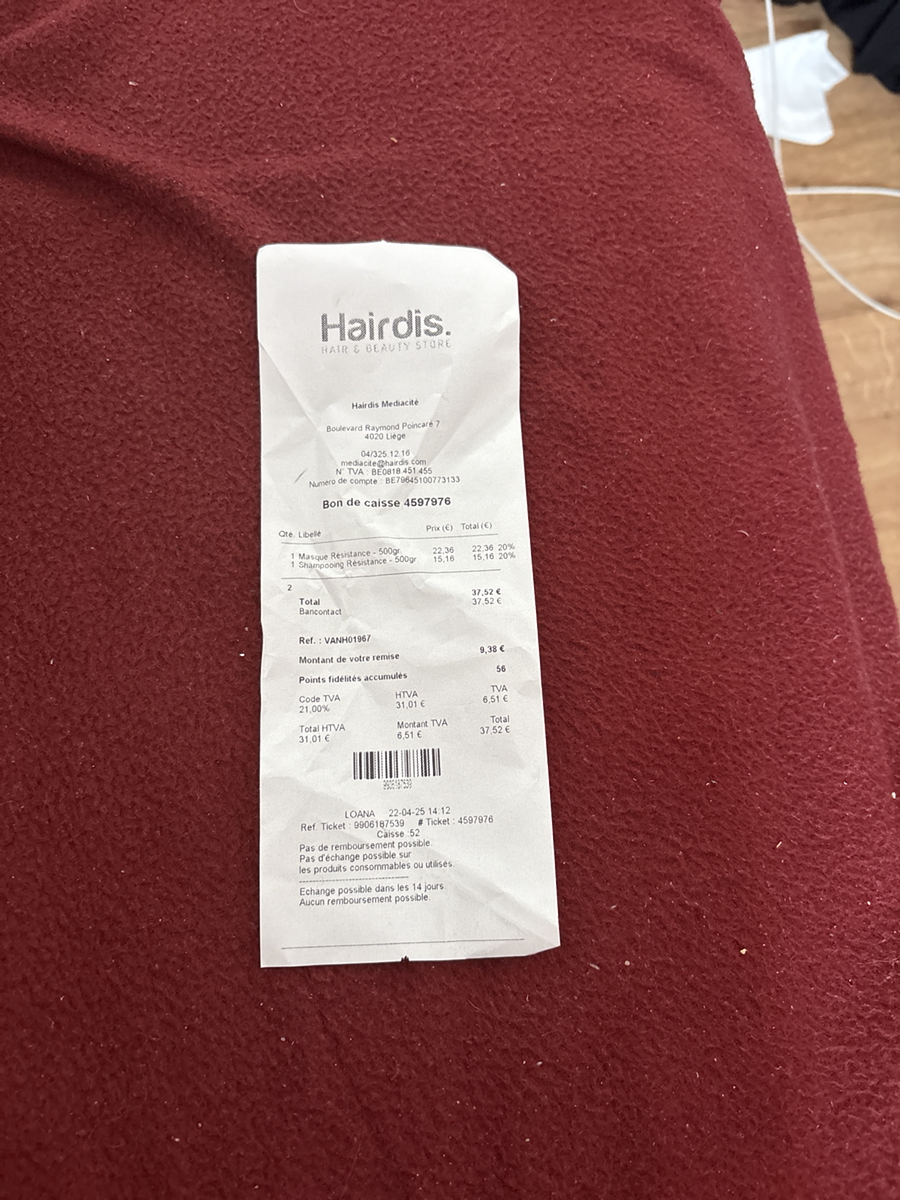 Hairdis.
HAIR & BEAUTY STORE
Hairdis Mediacité
Boulevard Raymond Poincaré 7
4020 Liège
04/325.12.16
mediacite@hairdis.com
N° TVA : BE0818.451.455
Numéro de compte : BE79645100773133
Bon de caisse 4597976
Qté Libellé Prix (€) Total (€)
1 Masque Résistance - 500gr 22,36 22,36 20%
1 Shampooing Résistance - 500gr 15,16 15,16 20%
2
Total 37,52 €
Bancontact 37,52 €
Ref. : VANH01967
Montant de votre remise 9,38 €
Points fidélités accumulés 56
Code TVA HTVA TVA
21,00% 31,01 € 6,51 €
Total HTVA Montant TVA Total
31,01 € 6,51 € 37,52 €
LOANA 22-04-25 14:12
Ref. Ticket : 9906187539 # Ticket : 4597976
Caisse :52
Pas de remboursement possible.
Pas d'échange possible sur
les produits consommables ou utilisés.
Echange possible dans les 14 jours.
Aucun remboursement possible.